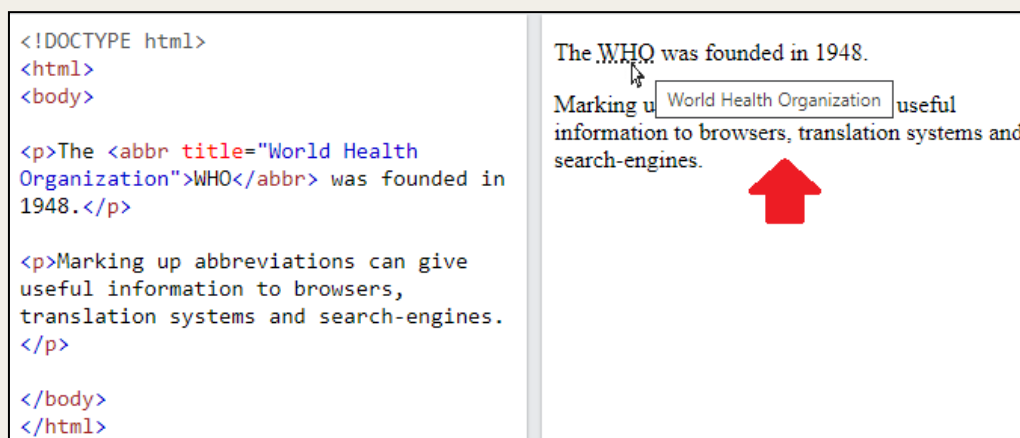 <!DOCTYPE html>
<html>
<body>
<p>The <abbr title="World Health
Organization">WHO</abbr> was founded in
1948.</p>
<p>Marking up abbreviations can give
useful information to browsers,
translation systems and search-engines.
</p>
</body>
</html>
The WHO was founded in 1948.
World Health Organization
Marking u useful
information to browsers, translation systems and
search-engines.